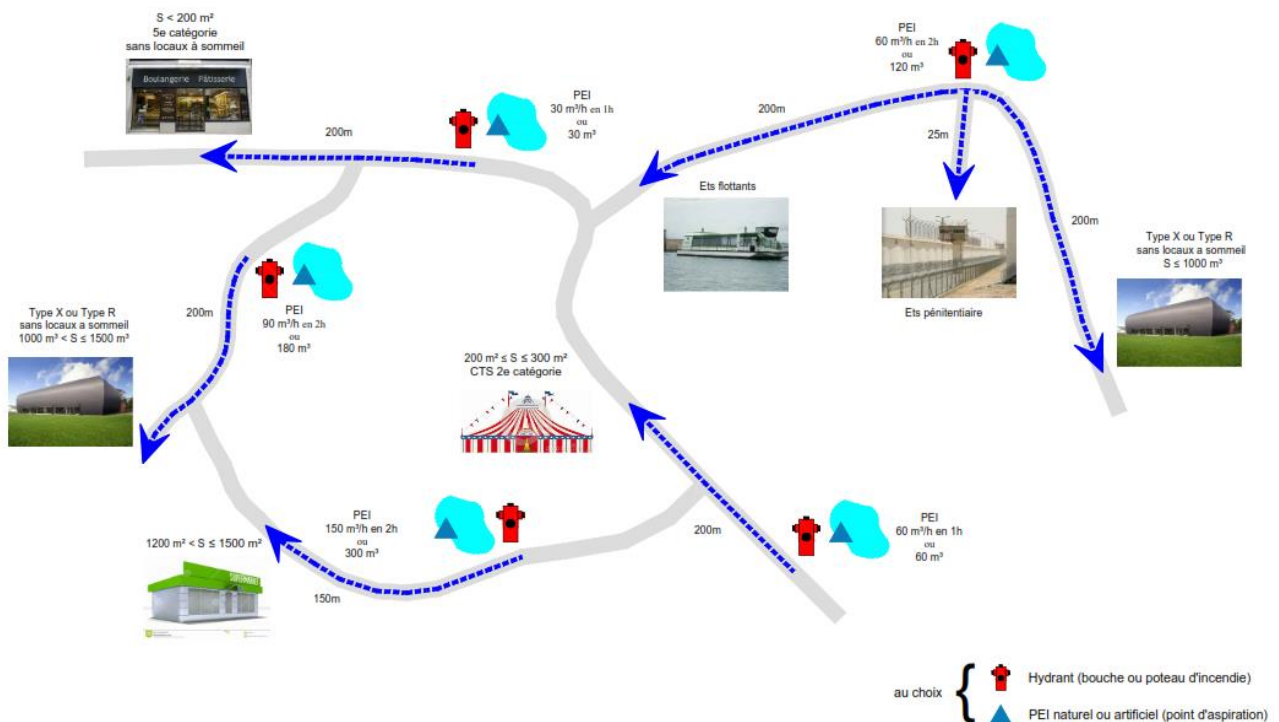 S < 200 m²
5e catégorie
sans locaux à sommeil
Boulangerie Pâtisserie
200m
PEI
30 m³/h en 1h
ou
30 m³
PEI
60 m³/h en 2h
ou
120 m³
200m
25m
200m
Ets flottants
Ets pénitentiaire
Type X ou Type R
sans locaux a sommeil
S ≤ 1000 m³
Type X ou Type R
sans locaux a sommeil
1000 m³ < S ≤ 1500 m³
200m
PEI
90 m³/h en 2h
ou
180 m³
200 m² ≤ S ≤ 300 m²
CTS 2e catégorie
1200 m² < S ≤ 1500 m²
150m
PEI
150 m³/h en 2h
ou
300 m³
200m
PEI
60 m³/h en 1h
ou
60 m³
au choix
Hydrant (bouche ou poteau d'incendie)
PEI naturel ou artificiel (point d'aspiration)